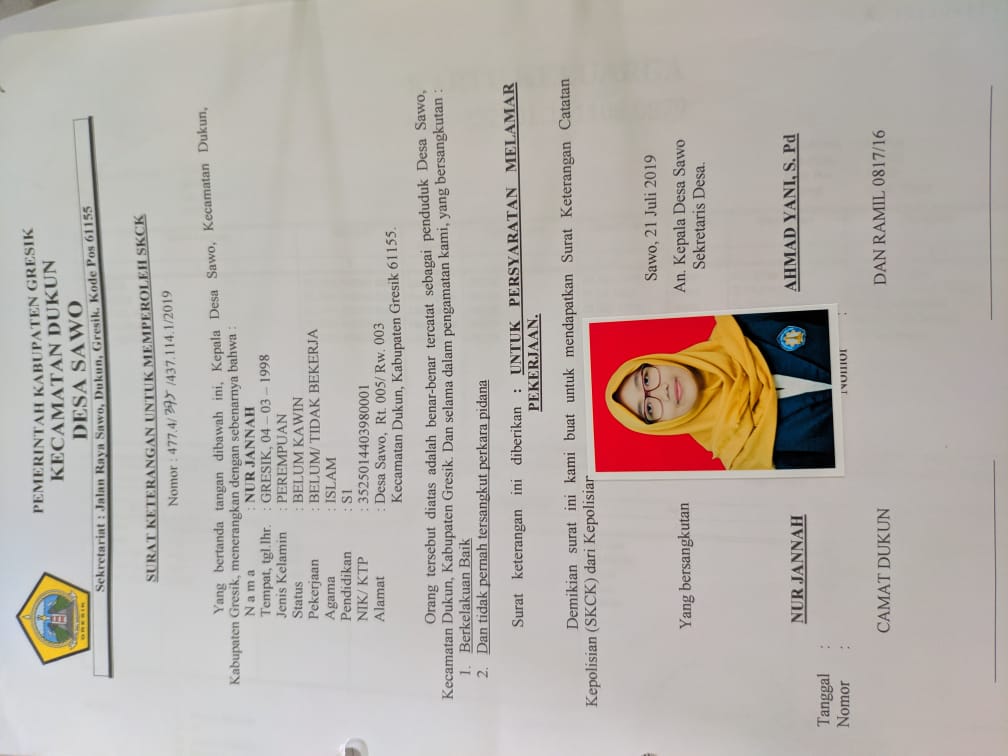 GRESIK
PEMERINTAH KABUPATEN GRESIK
KECAMATAN DUKUN
DESA SAWO
Sekretariat : Jalan Raya Sawo, Dukun, Gresik. Kode Pos 61155
SURAT KETERANGAN UNTUK MEMPEROLEH SKCK
Nomor : 477.4/ 395 /437.114.1/2019
Yang bertanda tangan dibawah ini, Kepala Desa Sawo, Kecamatan Dukun,
Kabupaten Gresik, menerangkan dengan sebenarnya bahwa :
N a m a : NUR JANNAH
Tempat, tgl.lhr. : GRESIK, 04 – 03 – 1998
Jenis Kelamin : PEREMPUAN
Status : BELUM KAWIN
Pekerjaan : BELUM/ TIDAK BEKERJA
Agama : ISLAM
Pendidikan : S1
NIK/ KTP : 3525014403980001
Alamat : Desa Sawo, Rt. 005/ Rw. 003
Kecamatan Dukun, Kabupaten Gresik 61155.
Orang tersebut diatas adalah benar-benar tercatat sebagai penduduk Desa Sawo,
Kecamatan Dukun, Kabupaten Gresik. Dan selama dalam pengamatan kami, yang bersangkutan :
1. Berkelakuan Baik
2. Dan tidak pernah tersangkut perkara pidana
Surat keterangan ini diberikan : UNTUK PERSYARATAN MELAMAR
PEKERJAAN.
Demikian surat ini kami buat untuk mendapatkan Surat Keterangan Catatan
Kepolisian (SKCK) dari Kepolisian
Sawo, 21 Juli 2019
Yang bersangkutan
An. Kepala Desa Sawo
Sekretaris Desa.
NUR JANNAH
AHMAD YANI, S. Pd
Tanggal :
Nomor :
Nomor :
CAMAT DUKUN
DAN RAMIL 0817/16